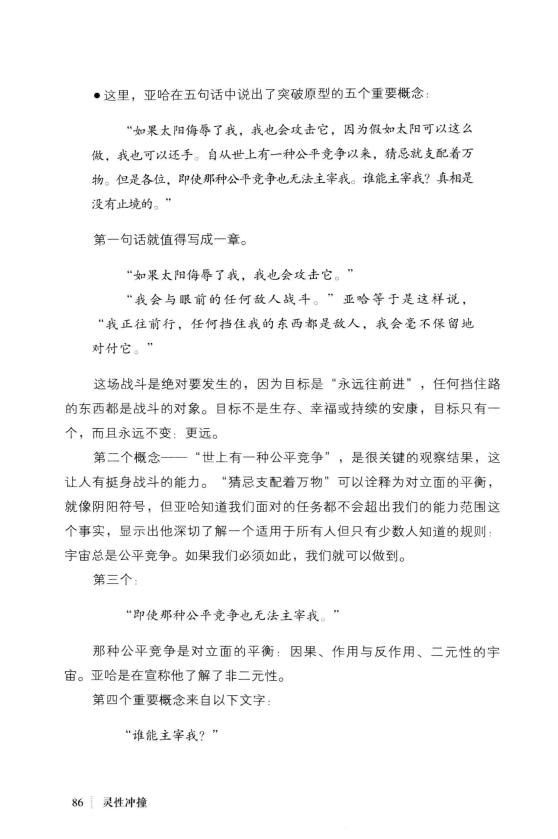 ●这里，亚哈在五句话中说出了突破原型的五个重要概念：
“如果太阳侮辱了我，我也会攻击它，因为假如太阳可以这么
做，我也可以还手。自从世上有一种公平竞争以来，猜忌就支配着万
物。但是各位，即使那种公平竞争也无法主宰我。谁能主宰我？真相是
没有止境的。”
第一句话就值得写成一章。
“如果太阳侮辱了我，我也会攻击它。”
“我会与眼前的任何敌人战斗。”亚哈等于是这样说，
“我正往前行，任何挡住我的东西都是敌人，我会毫不保留地
对付它。”
这场战斗是绝对要发生的，因为目标是“永远往前进”，任何挡住路
的东西都是战斗的对象。目标不是生存、幸福或持续的安康，目标只有一
个，而且永远不变：更远。
第二个概念——“世上有一种公平竞争”，是很关键的观察结果，这
让人有挺身战斗的能力。“猜忌支配着万物”可以诠释为对立面的平衡，
就像阴阳符号，但亚哈知道我们面对的任务都不会超出我们的能力范围这
个事实，显示出他深切了解一个适用于所有人但只有少数人知道的规则：
宇宙总是公平竞争。如果我们必须如此，我们就可以做到。
第三个：
“即使那种公平竞争也无法主宰我。”
那种公平竞争是对立面的平衡：因果、作用与反作用、二元性的宇
宙。亚哈是在宣称他了解了非二元性。
第四个重要概念来自以下文字：
“谁能主宰我？”
86 | 灵性冲撞